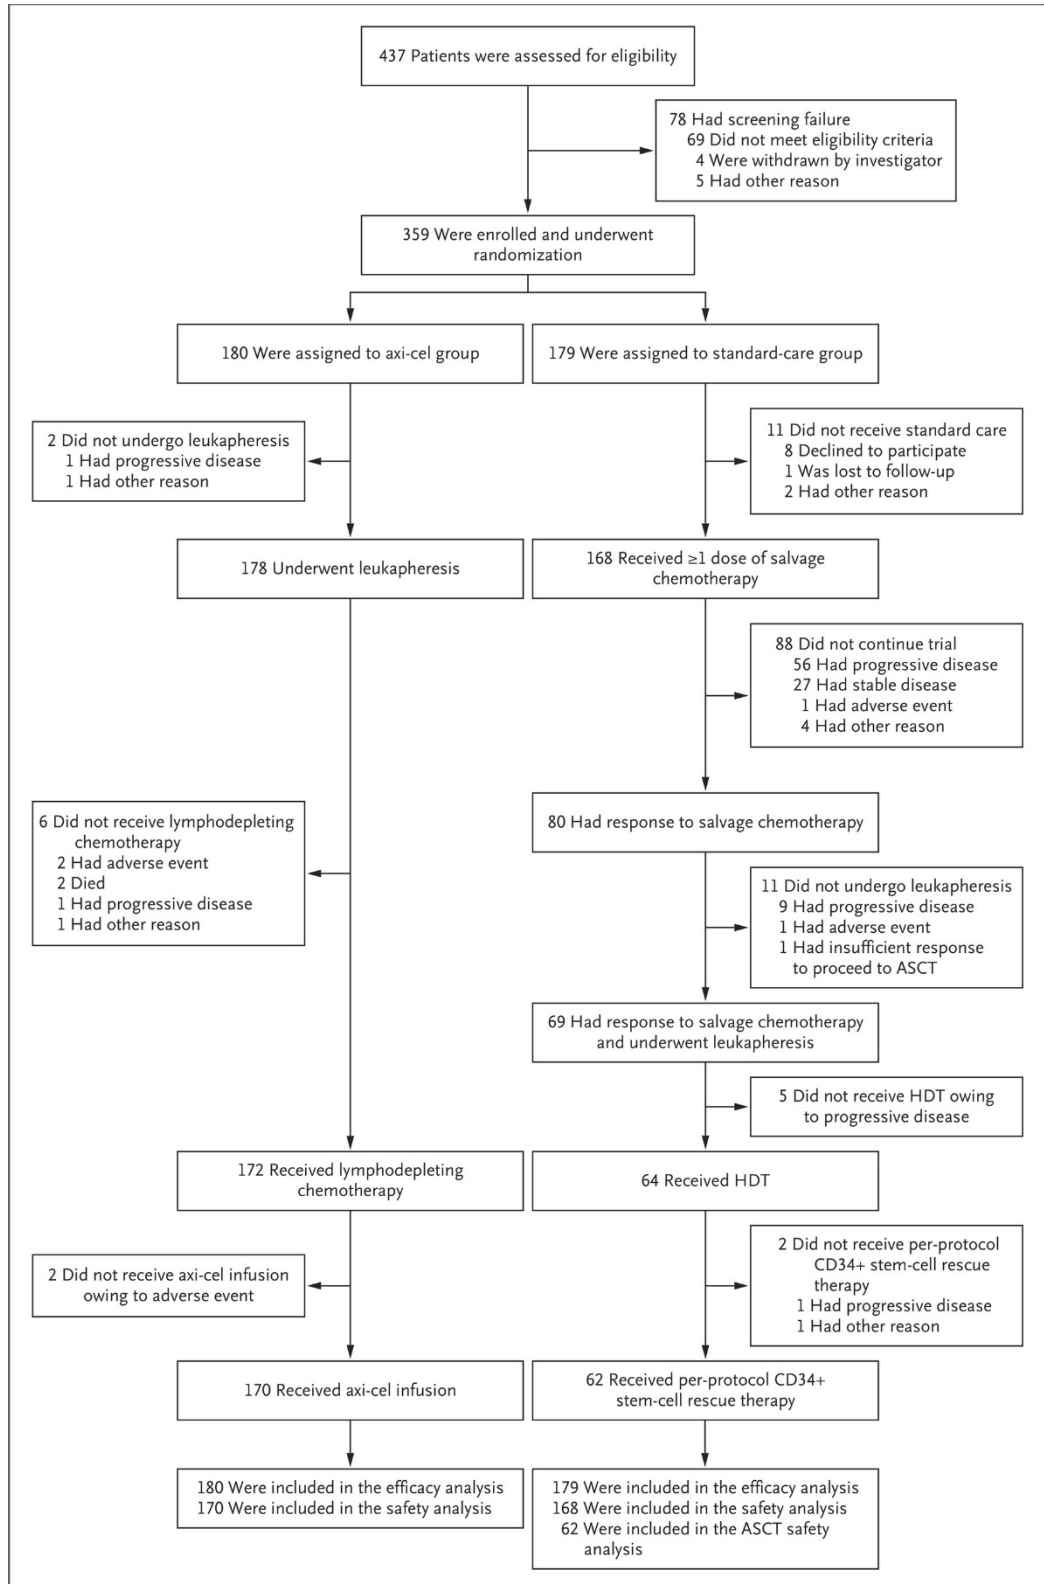 437 Patients were assessed for eligibility
78 Had screening failure
69 Did not meet eligibility criteria
4 Were withdrawn by investigator
5 Had other reason
359 Were enrolled and underwent
randomization
180 Were assigned to axi-cel group
179 Were assigned to standard-care group
2 Did not undergo leukapheresis
1 Had progressive disease
1 Had other reason
11 Did not receive standard care
8 Declined to participate
1 Was lost to follow-up
2 Had other reason
178 Underwent leukapheresis
168 Received ≥1 dose of salvage
chemotherapy
88 Did not continue trial
56 Had progressive disease
27 Had stable disease
1 Had adverse event
4 Had other reason
6 Did not receive lymphodepleting
chemotherapy
2 Had adverse event
2 Died
1 Had progressive disease
1 Had other reason
80 Had response to salvage chemotherapy
11 Did not undergo leukapheresis
9 Had progressive disease
1 Had adverse event
1 Had insufficient response
to proceed to ASCT
69 Had response to salvage chemotherapy
and underwent leukapheresis
5 Did not receive HDT owing
to progressive disease
172 Received lymphodepleting
chemotherapy
64 Received HDT
2 Did not receive axi-cel infusion
owing to adverse event
2 Did not receive per-protocol
CD34+ stem-cell rescue
therapy
1 Had progressive disease
1 Had other reason
170 Received axi-cel infusion
62 Received per-protocol CD34+
stem-cell rescue therapy
180 Were included in the efficacy analysis
170 Were included in the safety analysis
179 Were included in the efficacy analysis
168 Were included in the safety analysis
62 Were included in the ASCT safety
analysis